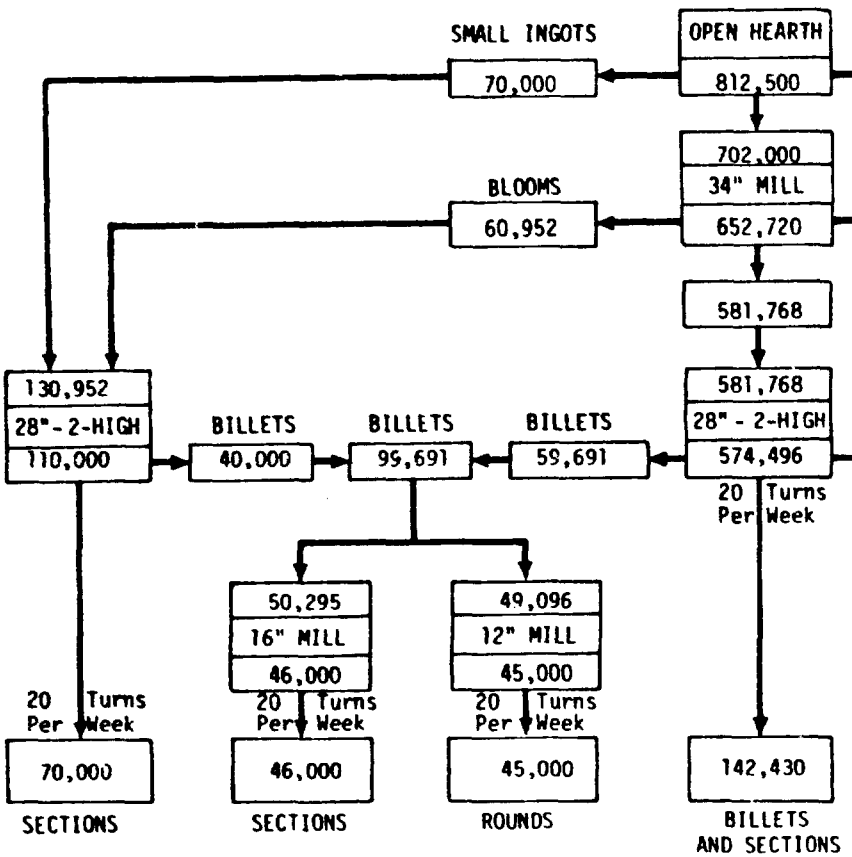 SMALL INGOTS
70,000
OPEN HEARTH
812,500
702,000
34" MILL
652,720
BLOOMS
60,952
581,768
130,952
28" - 2-HIGH
110,000
BILLETS
40,000
BILLETS
99,691
BILLETS
59,691
581,768
28" - 2-HIGH
574,496
20 Turns
Per Week
50,295
16" MILL
46,000
20 Turns
Per Week
49,096
12" MILL
45,000
20 Turns
Per Week
20 Turns
Per Week
70,000
SECTIONS
46,000
SECTIONS
45,000
ROUNDS
142,430
BILLETS
AND SECTIONS